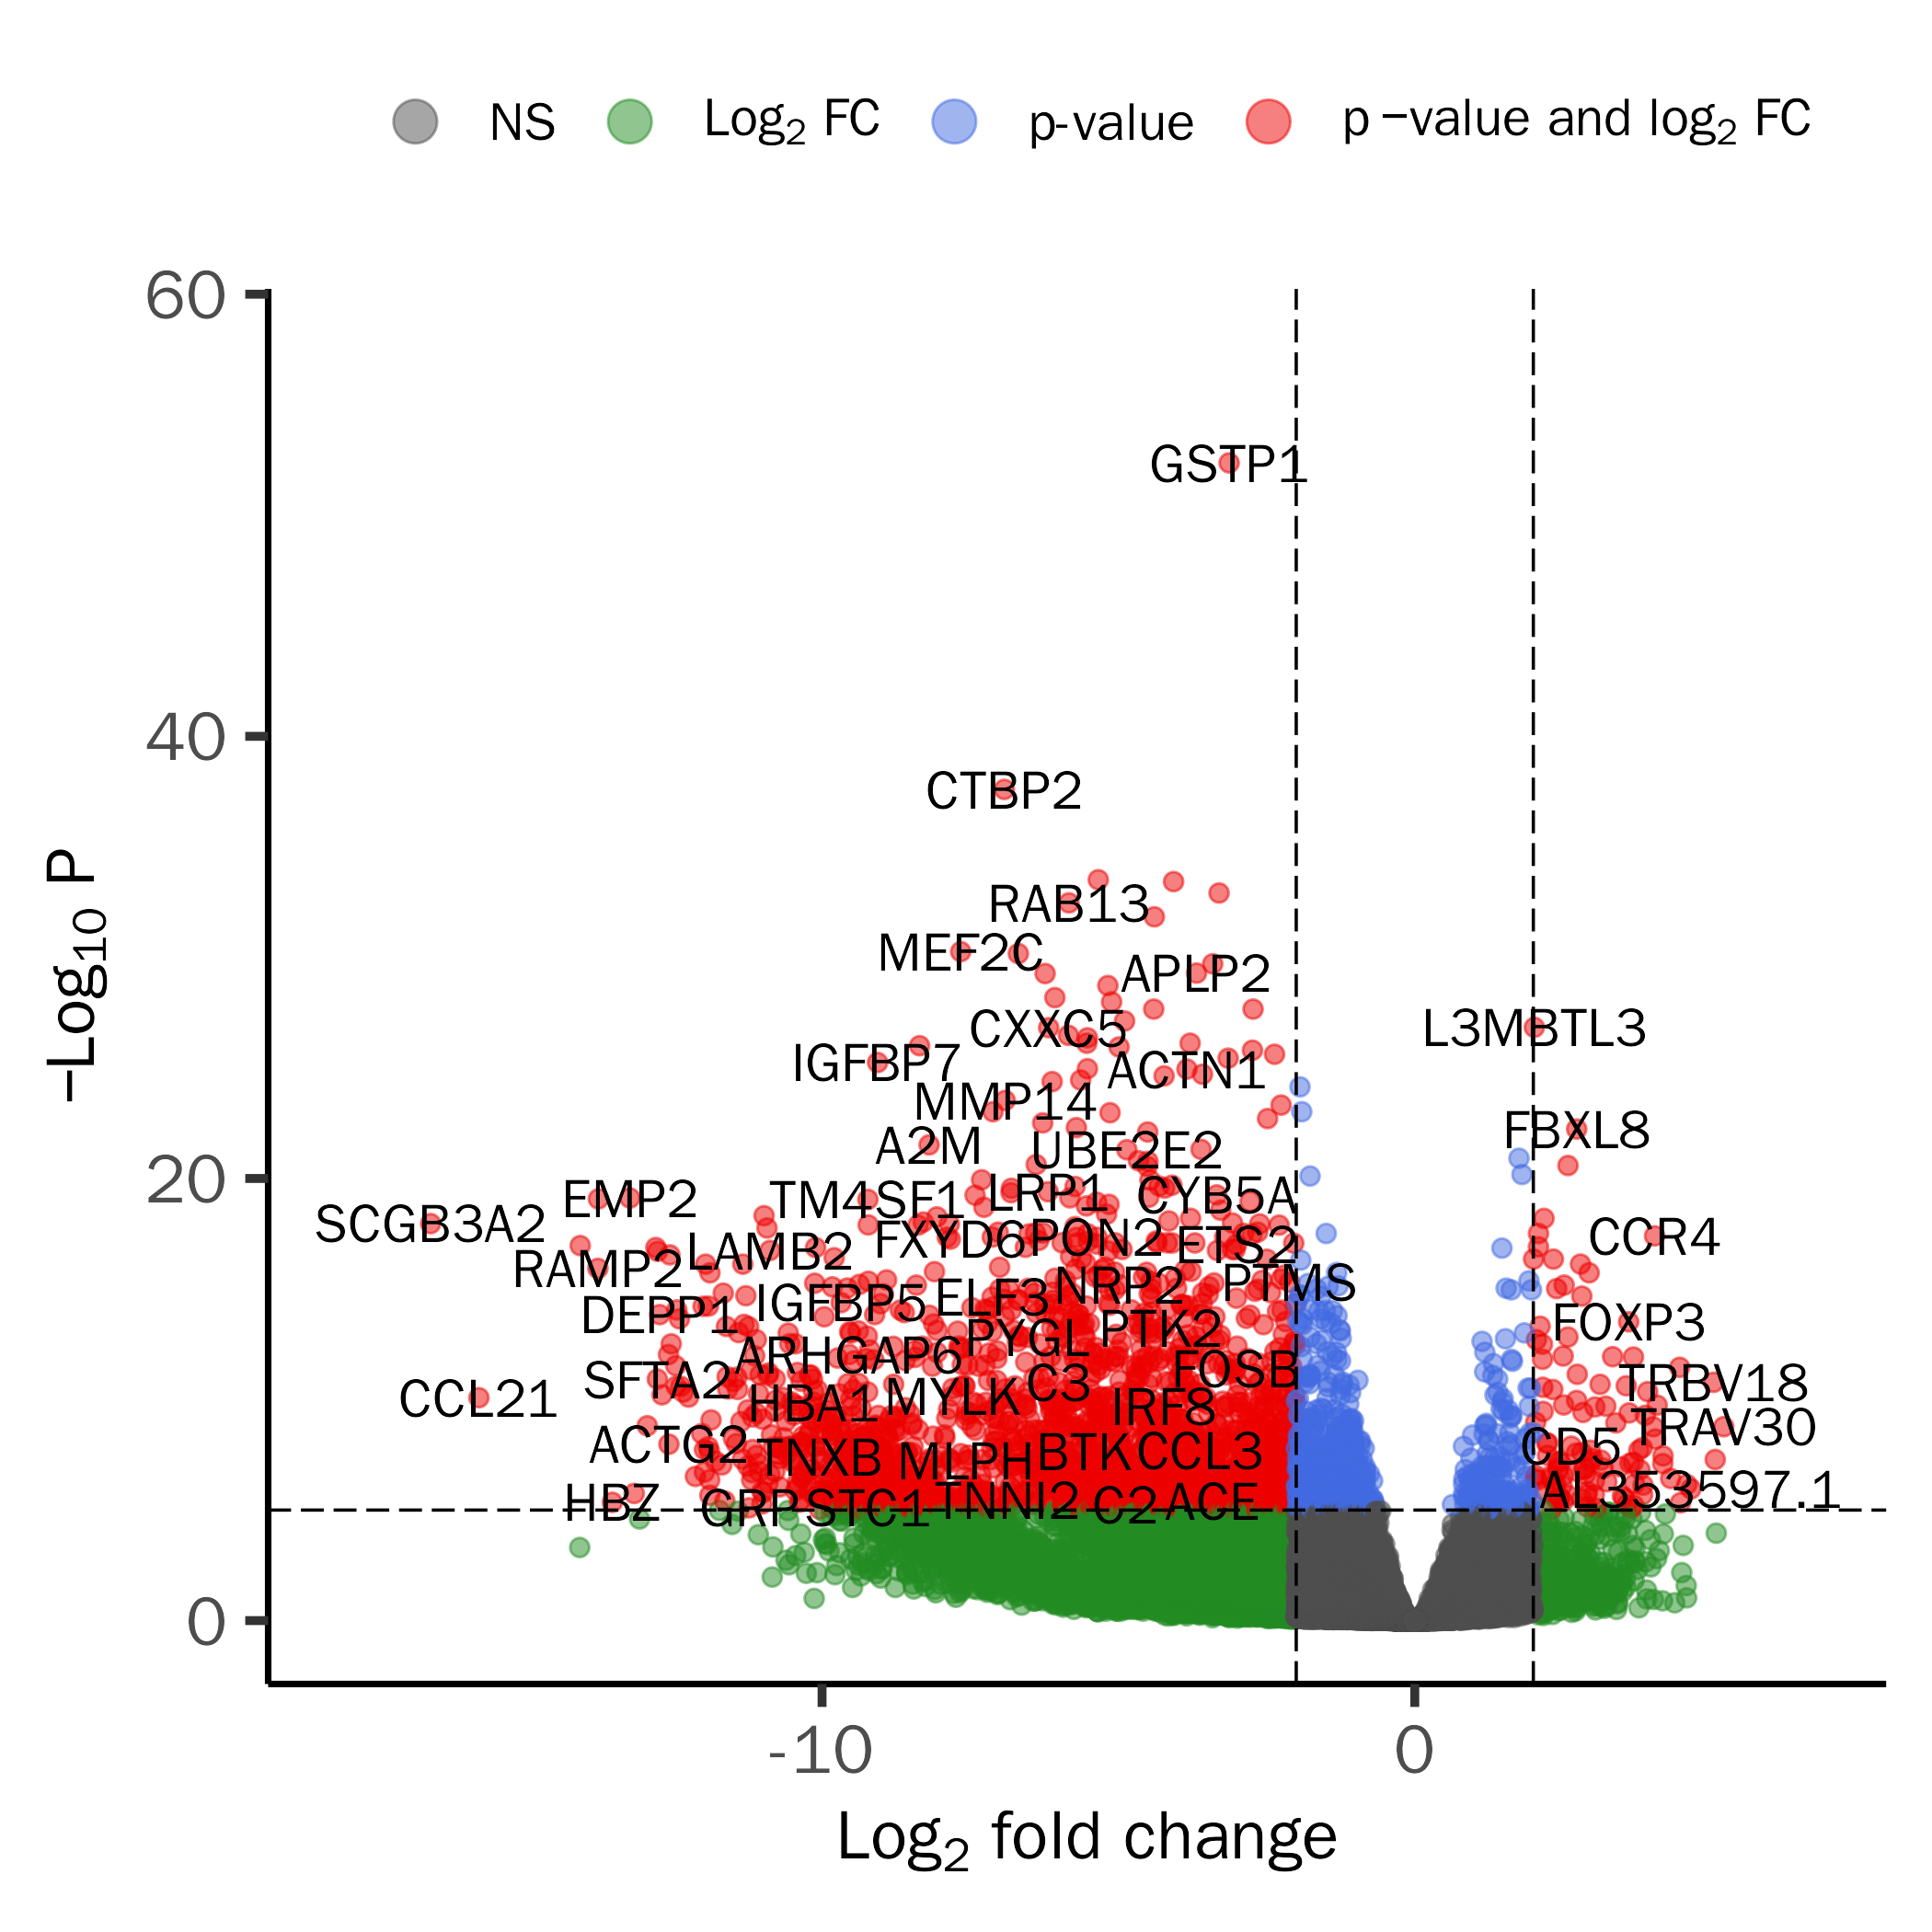 NS Log2 FC p-value p −value and log2 FC
60
GSTP1
40
CTBP2
−Log10 P
RAB13
MEF2C
APLP2
CXXC5
L3MBTL3
IGFBP7
ACTN1
MMP14
FBXL8
A2M
UBE2E2
20
EMP2
TM4SF1
LRP1
CYB5A
SCGB3A2
FXYD6
PON2
ETS2
CCR4
LAMB2
RAMP2
NRP2
PTMS
IGFBP5
ELF3
DEPP1
FOXP3
PYGL
PTK2
ARHGAP6
FOSB
SFTA2
C3
TRBV18
CCL21
HBA1
MYLK
IRF8
TRAV30
ACTG2
CD5
TNXB
MLPH
BTK
CCL3
AL353597.1
HBZ
GRP
STC1
TNNI2
C2
ACE
0
-10 0
Log2 fold change